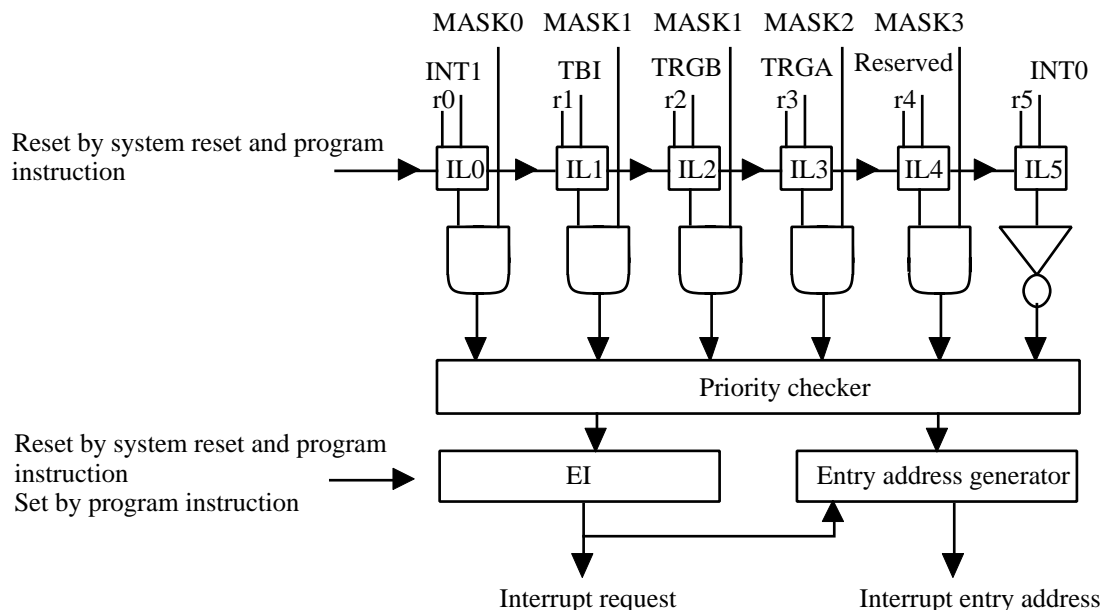 MASK0 MASK1 MASK1 MASK2 MASK3
INT1 TBI TRGB TRGA Reserved INT0
r0 r1 r2 r3 r4 r5
Reset by system reset and program
instruction
IL0 IL1 IL2 IL3 IL4 IL5
Priority checker
Reset by system reset and program
instruction
Set by program instruction
EI
Entry address generator
Interrupt request
Interrupt entry address